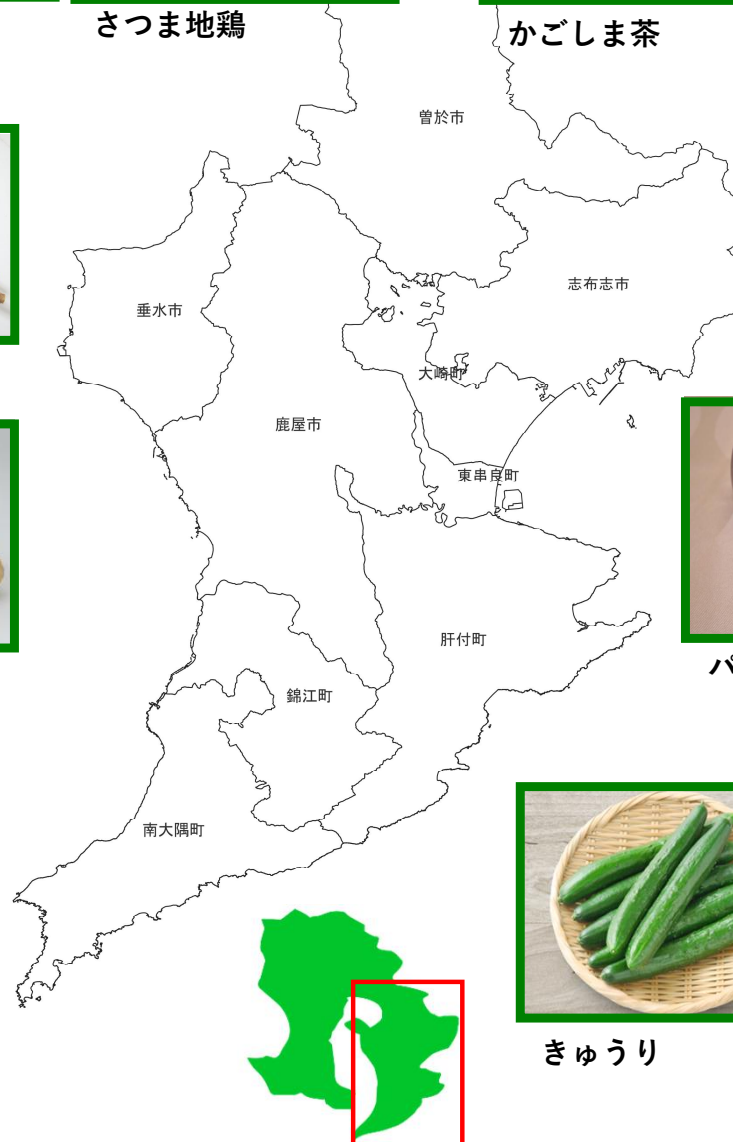 さつま地鶏
かごしま茶
曽於市
志布志市
垂水市
大崎町
鹿屋市
東串良町
肝付町
パ
錦江町
南大隅町
きゅうり